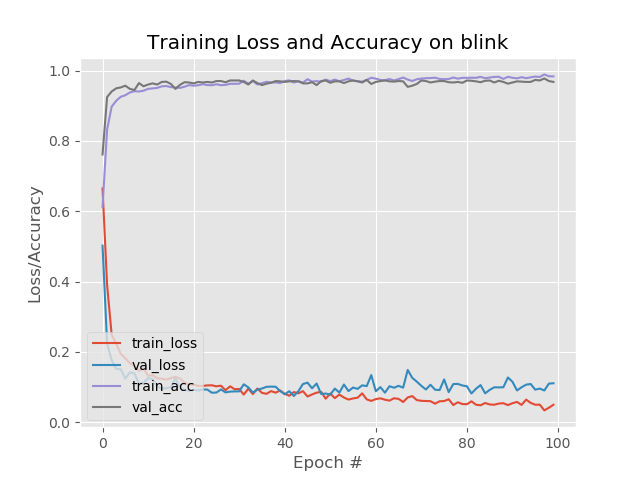 Training Loss and Accuracy on blink
1.0
0.8
0.6
0.4
0.2
0.0
Loss/Accuracy
train_loss
val_loss
train_acc
val_acc
0
20
40
60
80
100
Epoch #